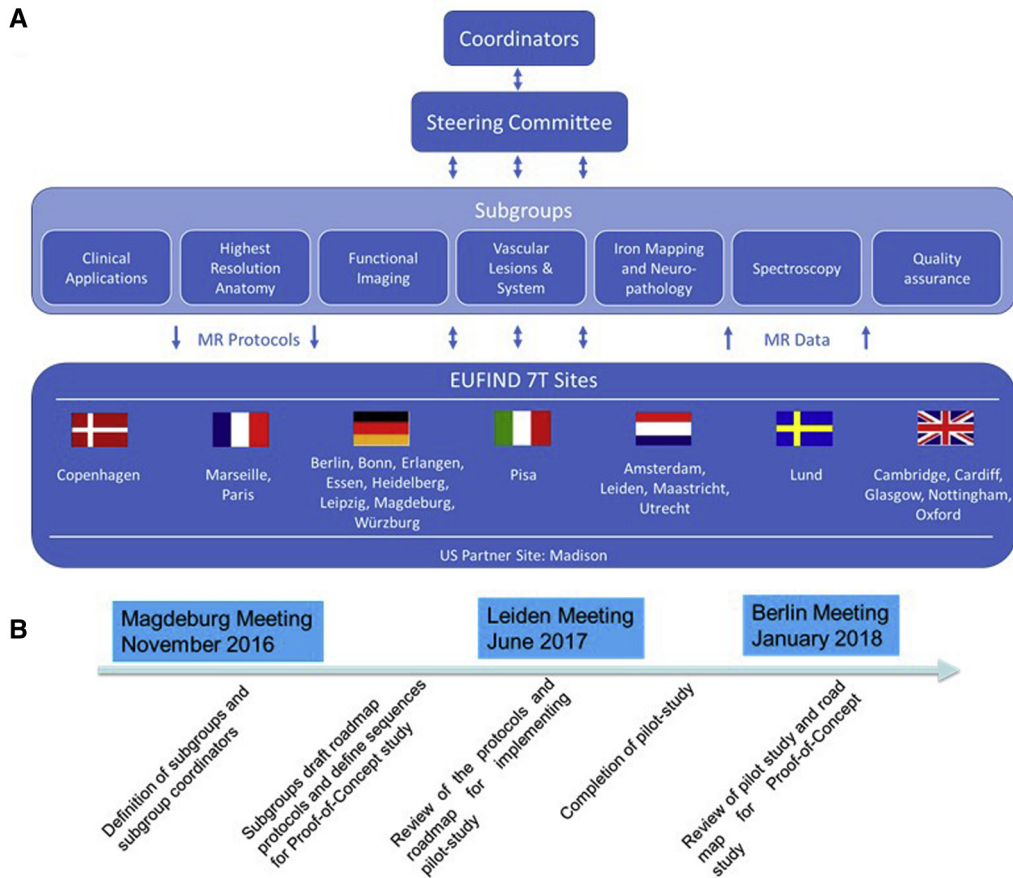 A
Coordinators
Steering Committee
Subgroups
Clinical
Applications
Highest
Resolution
Anatomy
Functional
Imaging
Vascular
Lesions &
System
Iron Mapping
and Neuro-
pathology
Spectroscopy
Quality
assurance
MR Protocols
MR Data
EUFIND 7T Sites
Copenhagen
Marseille,
Paris
Berlin, Bonn, Erlangen,
Essen, Heidelberg,
Leipzig, Magdeburg,
Würzburg
Pisa
Amsterdam,
Leiden, Maastricht,
Utrecht
Lund
Cambridge, Cardiff,
Glasgow, Nottingham,
Oxford
US Partner Site: Madison
B
Magdeburg Meeting
November 2016
Leiden Meeting
June 2017
Berlin Meeting
January 2018
Definition of subgroups and
subgroup coordinators
Subgroups draft roadmap
protocols and define sequences
for Proof-of-Concept study
Review of the protocols and
roadmap for implementing
pilot-study
Completion of pilot-study
Review of pilot study and road
map for Proof-of-Concept
study